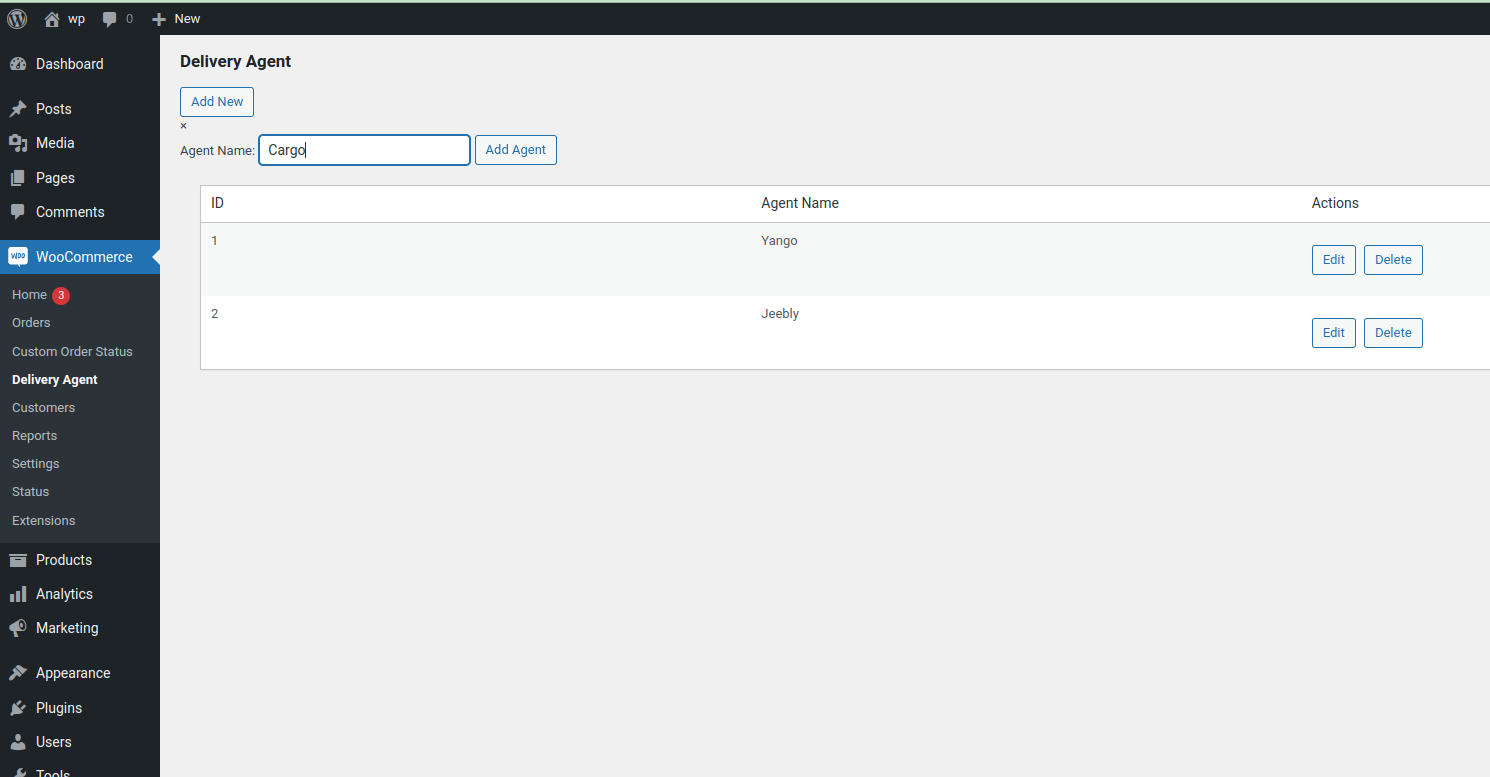 wp 0 New
Dashboard
Posts
Media
Pages
Comments
WOO WooCommerce
Home 3
Orders
Custom Order Status
Delivery Agent
Customers
Reports
Settings
Status
Extensions
Products
Analytics
Marketing
Appearance
Plugins
Users
Tools
Delivery Agent
Add New
×
Agent Name: Cargo Add Agent
ID Agent Name Actions
1 Yango Edit Delete
2 Jeebly Edit Delete